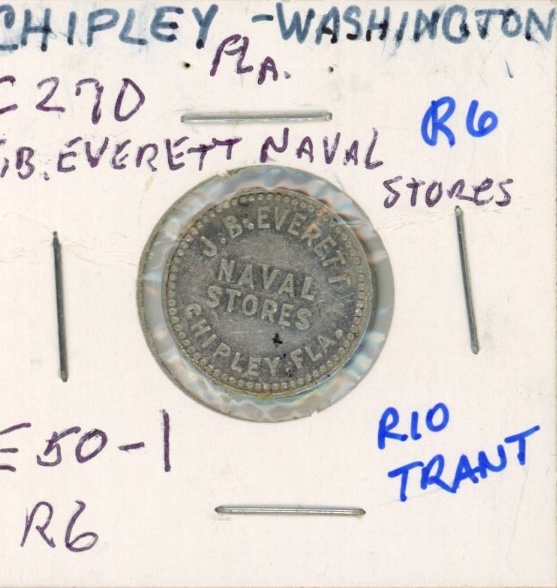 CHIPLEY - WASHINGTON
FLA.
C270
R6
J.B. EVERETT NAVAL
STORES
J. B. EVERETT
NAVAL
STORES
CHIPLEY, FLA.
E50-1
R6
R10
TRANT